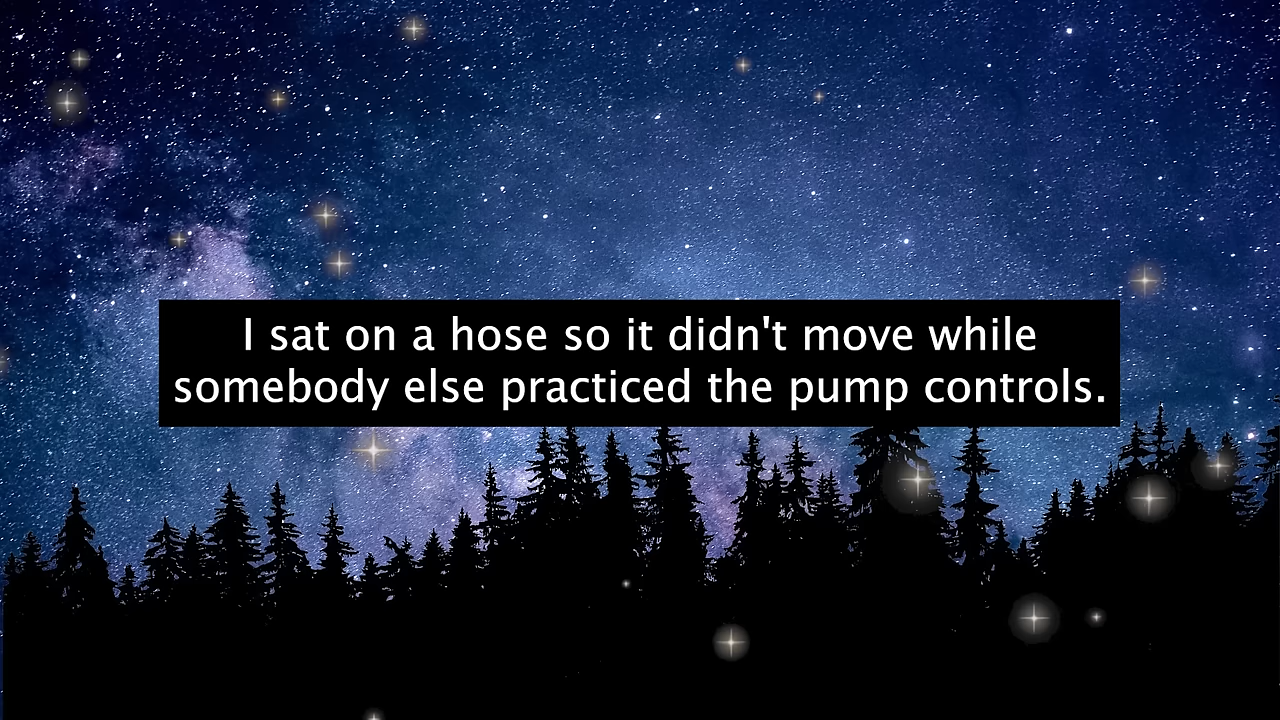 I sat on a hose so it didn't move while
somebody else practiced the pump controls.